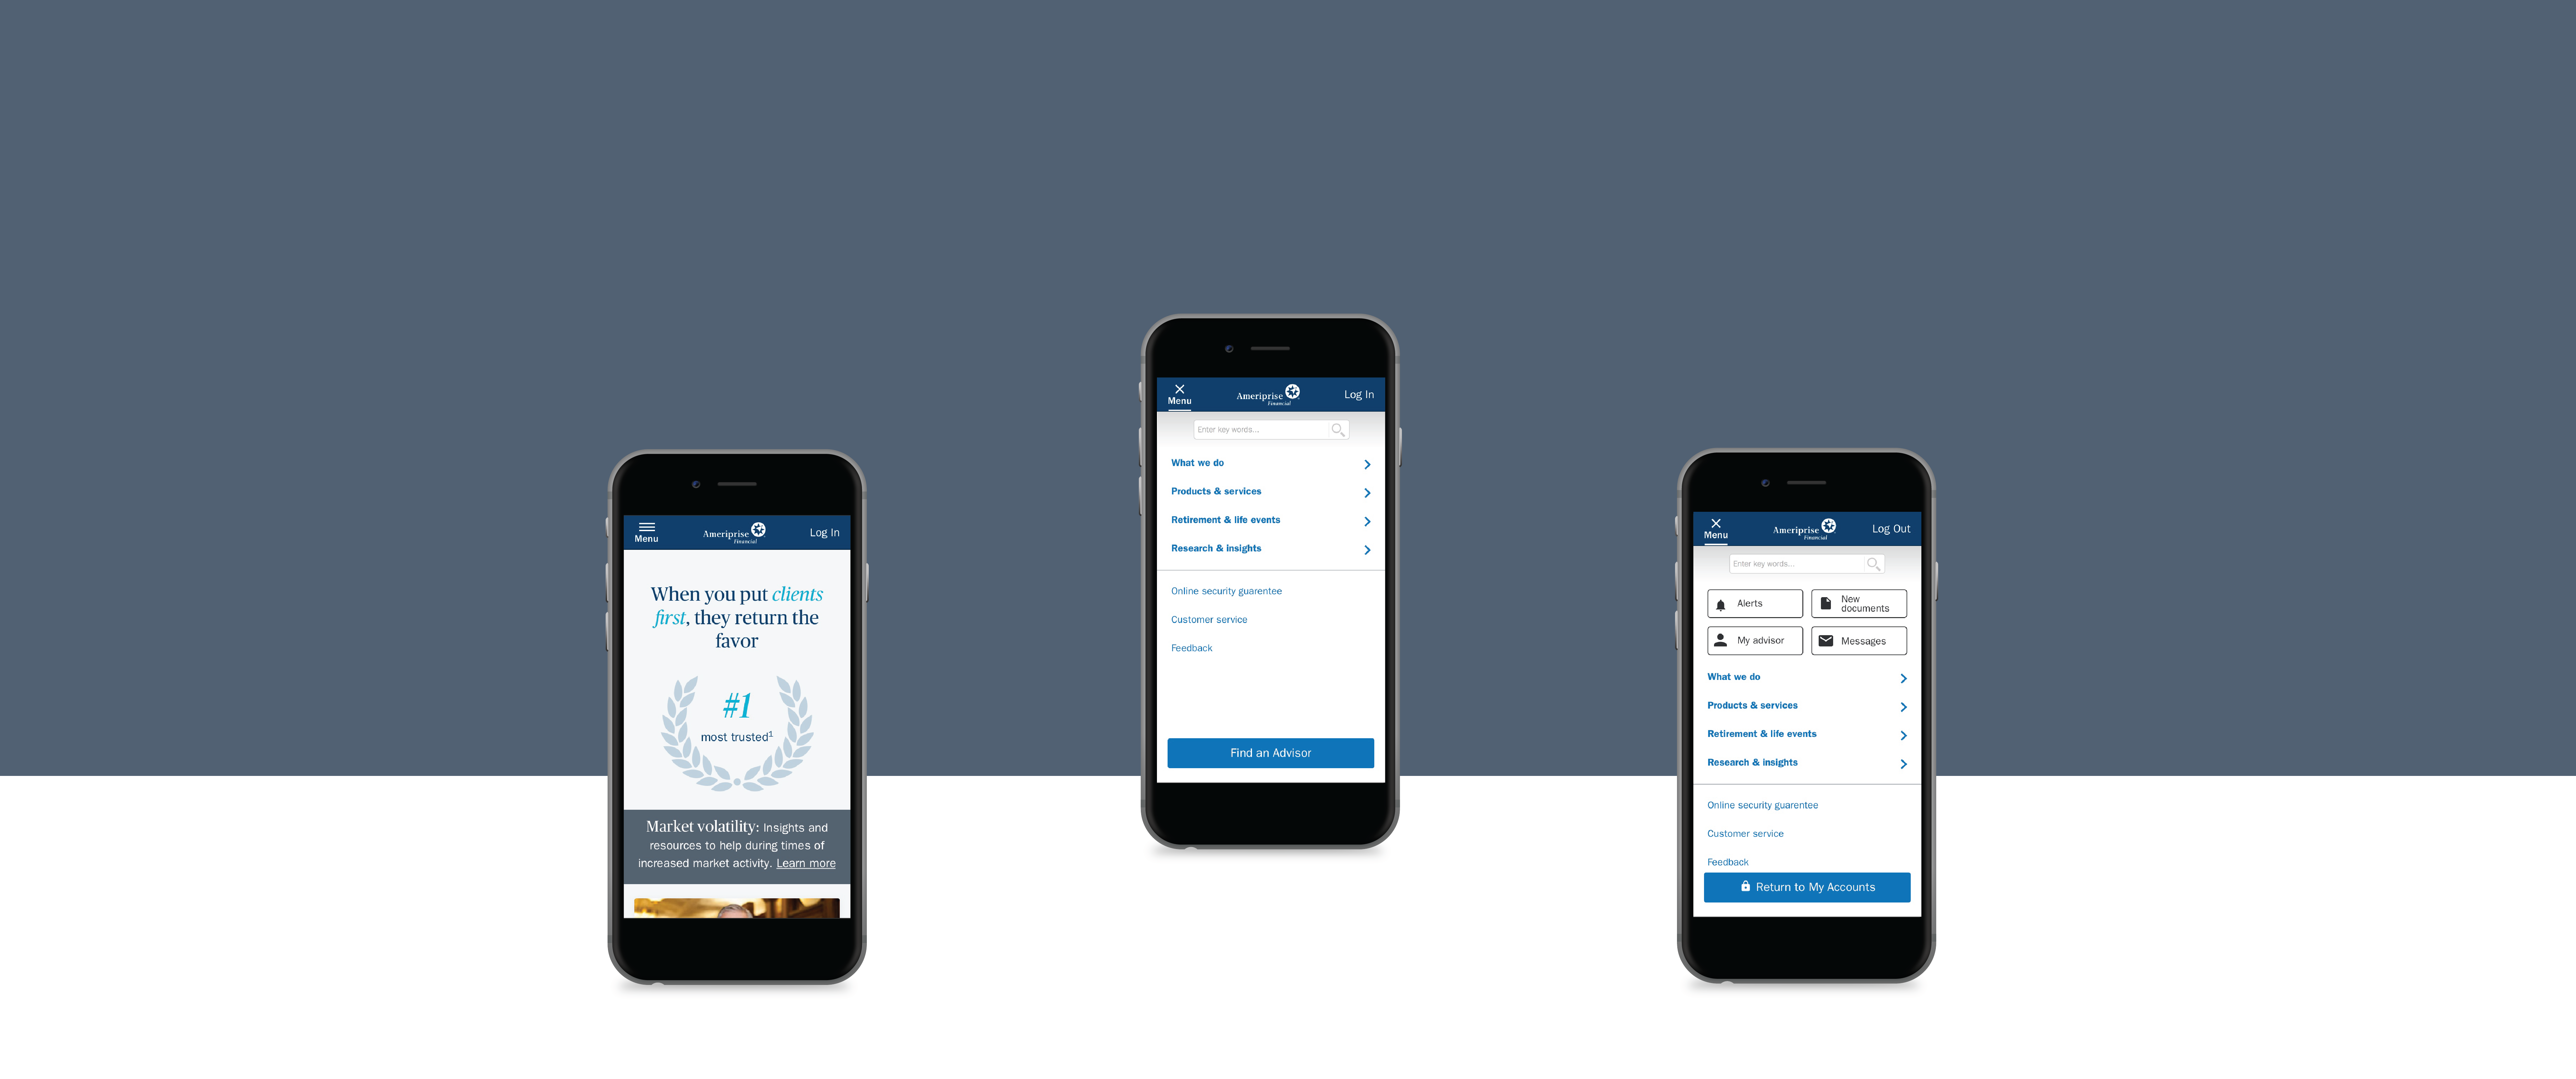 Menu
Ameriprise
Financial
Log In
When you put clients
first, they return the
favor
#1
most trusted1
Market volatility: Insights and
resources to help during times of
increased market activity. Learn more
Menu
Ameriprise
Financial
Log In
Enter key words...
What we do
Products & services
Retirement & life events
Research & insights
Online security guarentee
Customer service
Feedback
Find an Advisor
Menu
Ameriprise
Financial
Log Out
Enter key words...
Alerts
New
documents
My advisor
Messages
What we do
Products & services
Retirement & life events
Research & insights
Online security guarentee
Customer service
Feedback
Return to My Accounts